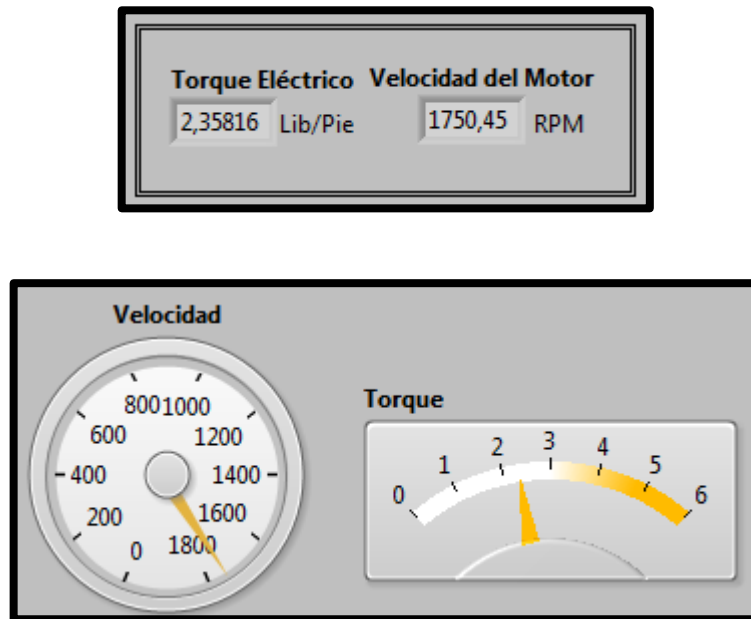 Torque Eléctrico Velocidad del Motor
2,35816 Lib/Pie 1750,45 RPM
Velocidad
0 200 400 600 800 1000 1200 1400 1600 1800
Torque
0 1 2 3 4 5 6